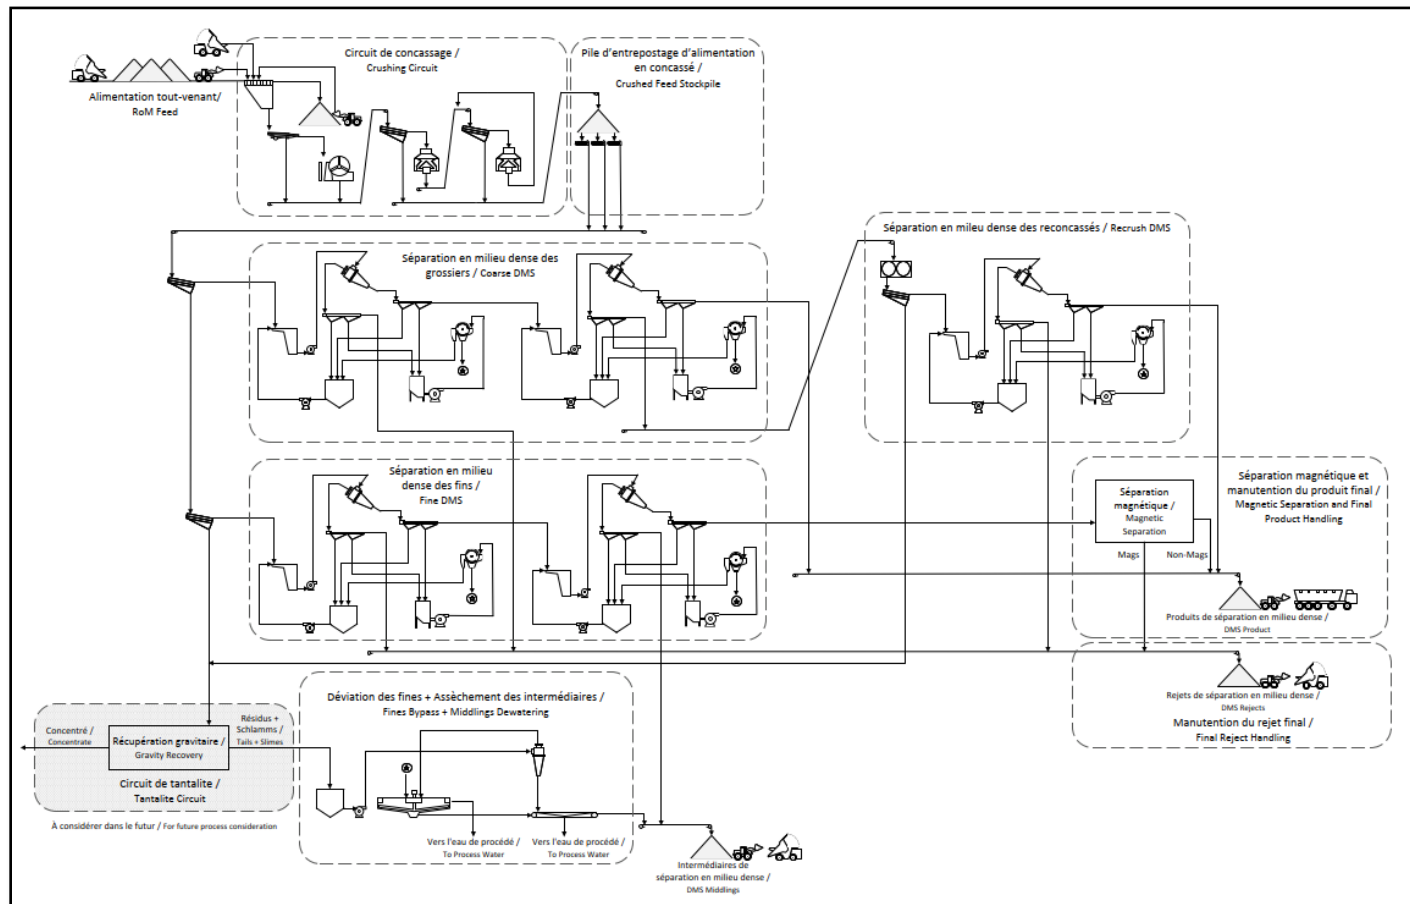 Circuit de concassage /
Crushing Circuit
Pile d'entrepostage d'alimentation
en concassé /
Crushed Feed Stockpile
Alimentation tout-venant/
RoM Feed
Séparation en milieu dense des
grossiers / Coarse DMS
Séparation en mileu dense des reconcassés / Recrush DMS
Séparation en milieu
dense des fins /
Fine DMS
Séparation magnétique et
manutention du produit final /
Magnetic Separation and Final
Product Handling
Séparation
magnétique /
Magnetic
Separation
Mags
Non-Mags
Produits de séparation en milieu dense /
DMS Product
Rejets de séparation en milieu dense /
DMS Rejects
Manutention du rejet final /
Final Reject Handling
Déviation des fines + Assèchement des intermédiaires /
Fines Bypass + Middlings Dewatering
Concentré /
Concentrate
Récupération gravitaire /
Gravity Recovery
Résidus +
Schlamms /
Tails + Slimes
Circuit de tantalite /
Tantalite Circuit
À considérer dans le futur / For future process consideration
Vers l'eau de procédé /
To Process Water
Vers l'eau de procédé /
To Process Water
Intermédiaires de
séparation en milieu dense /
DMS Middlings